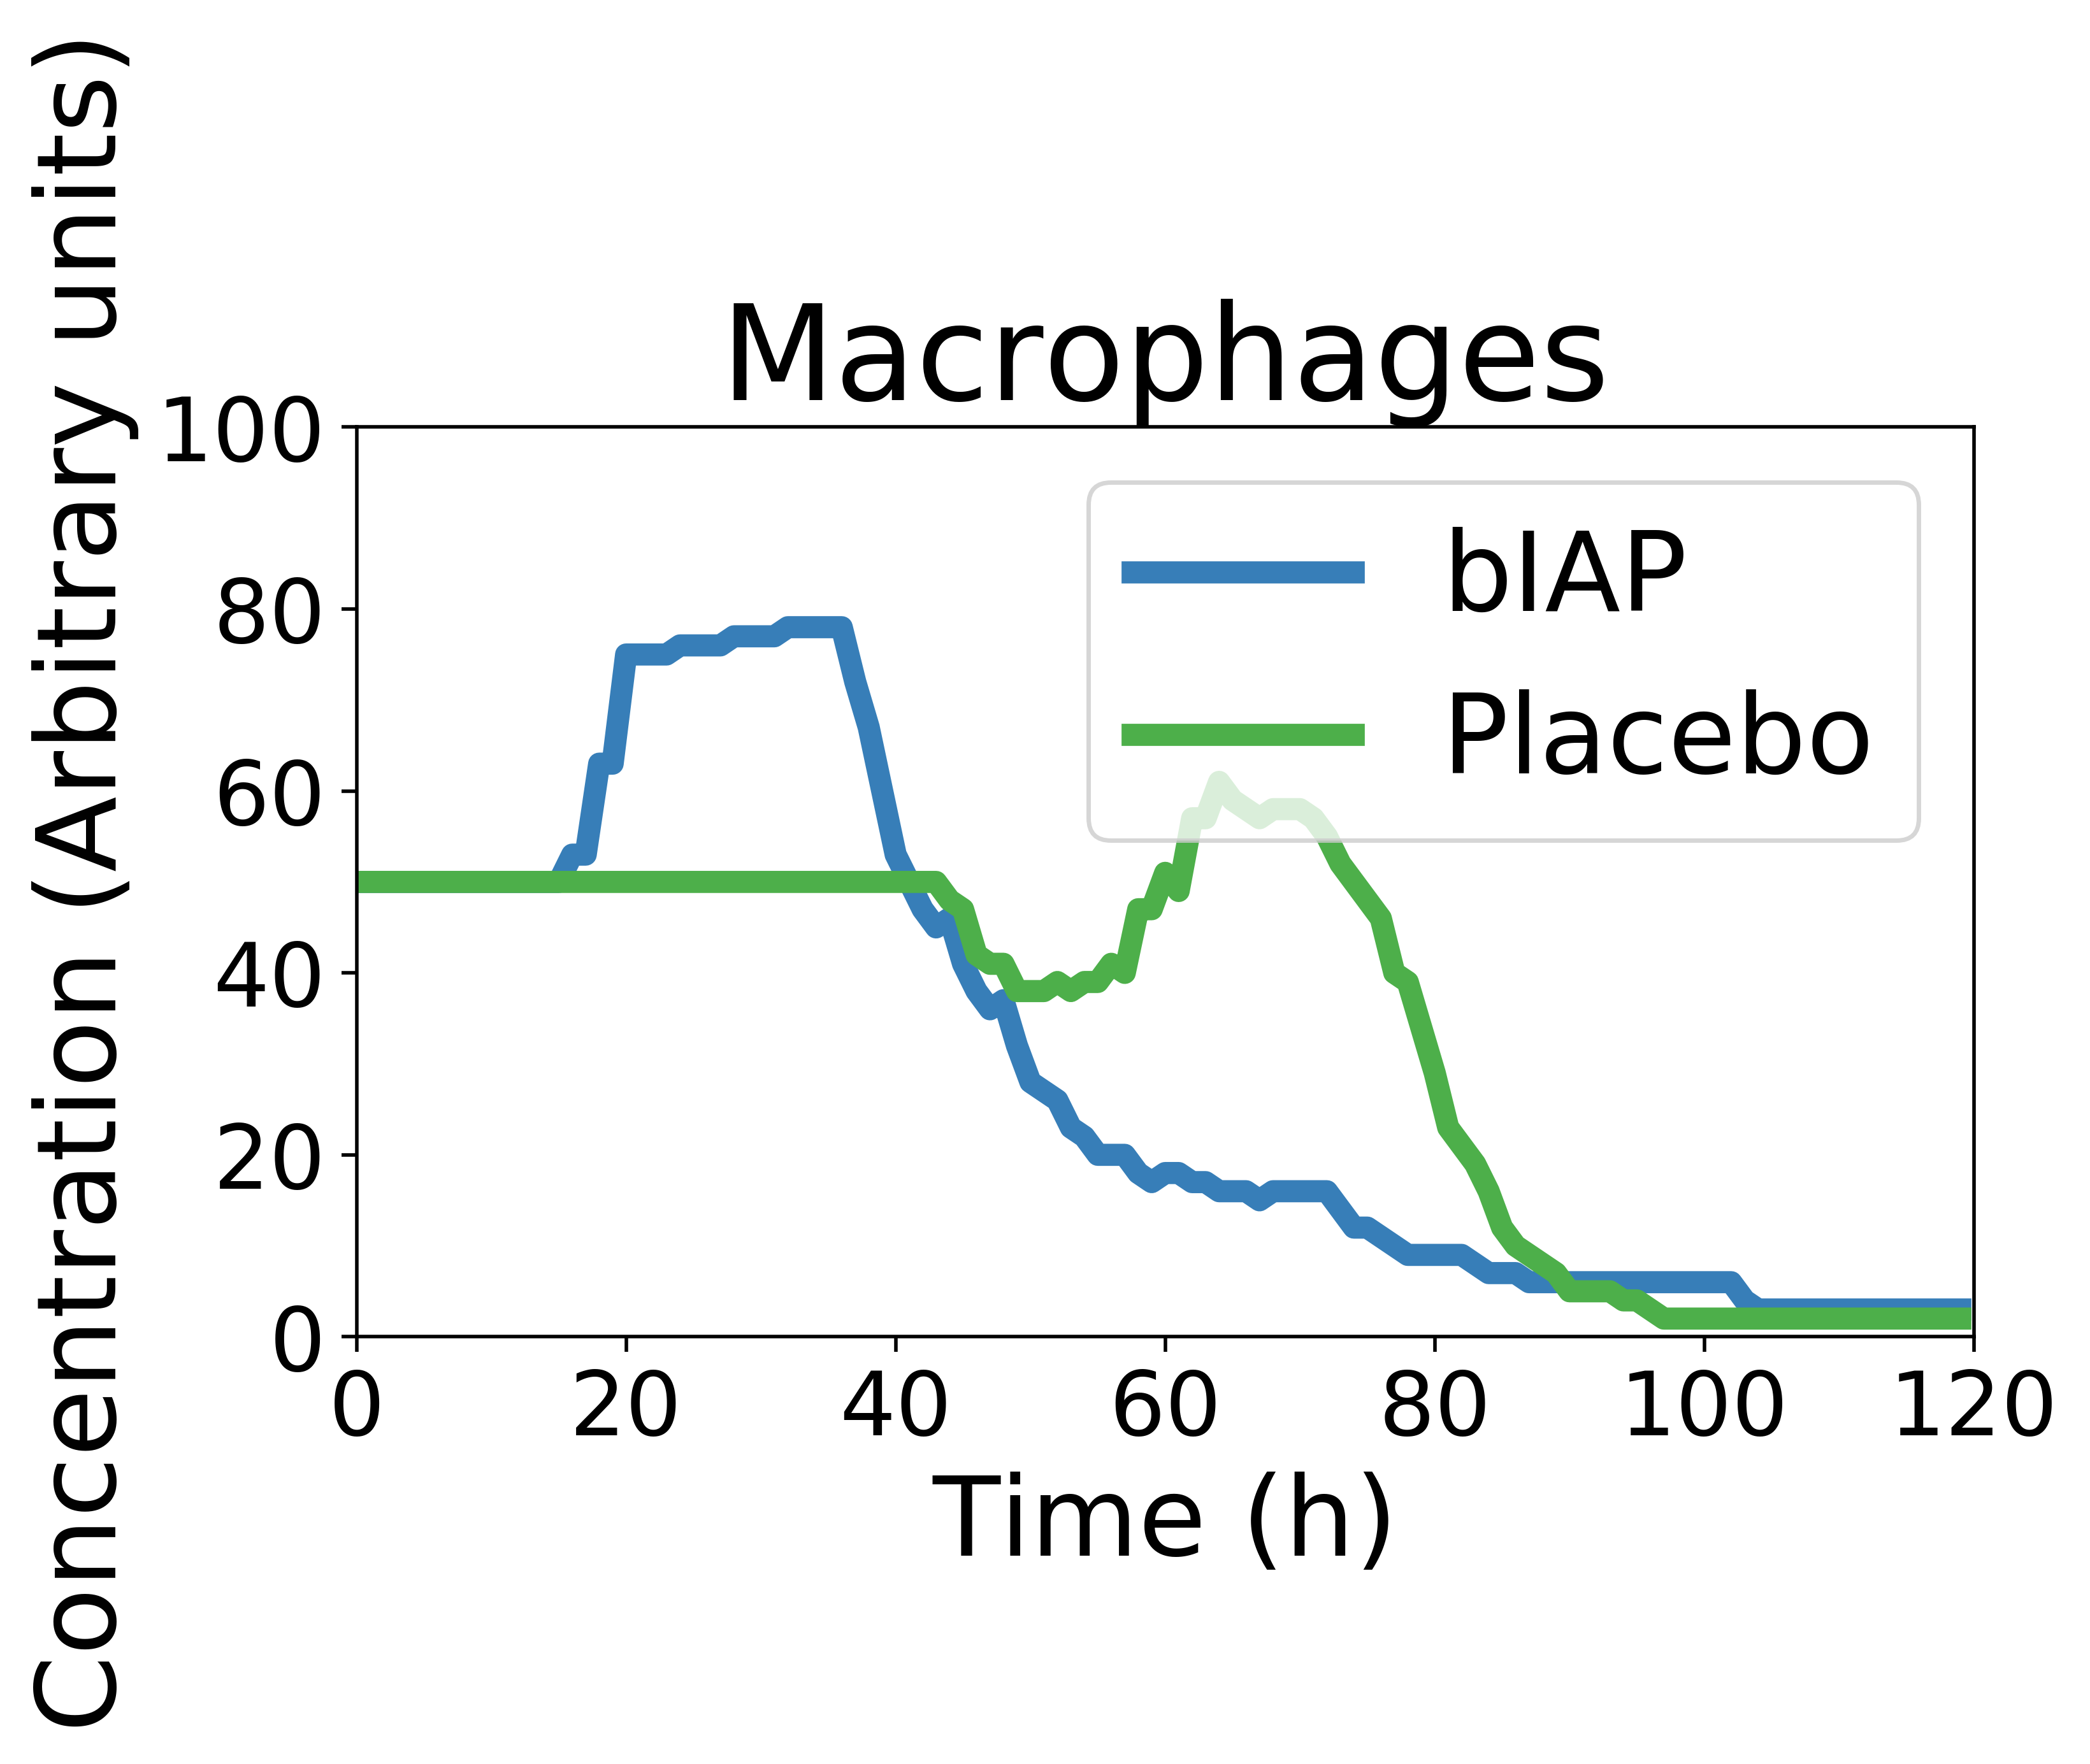 Macrophages
Concentration (Arbitrary units)
100
80
60
40
20
0
bIAP
Placebo
0 20 40 60 80 100 120
Time (h)